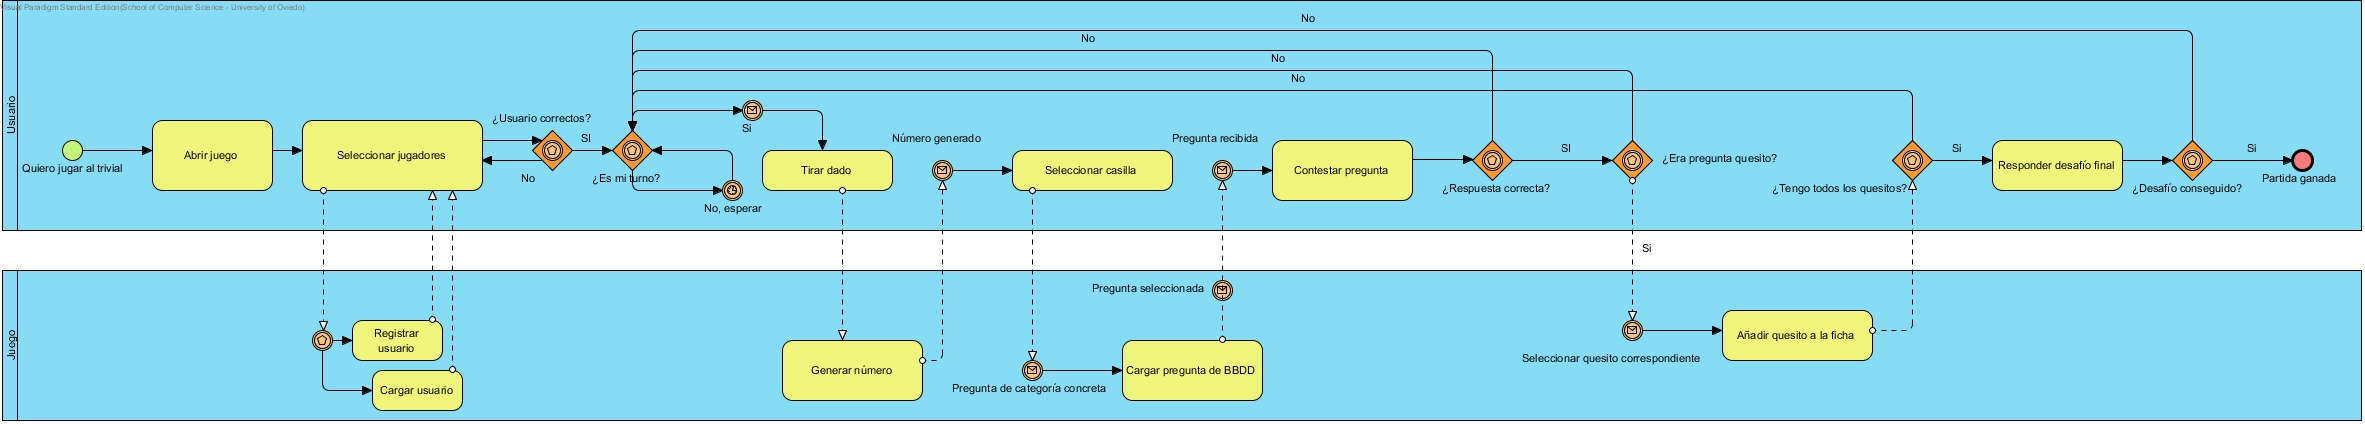 Visual Paradigm Standard Edition(School of Computer Science - University of Oviedo)
Usuario
Quiero jugar al trivial
Abrir juego
Seleccionar jugadores
¿Usuario correctos?
SI
No
¿Es mi turno?
Si
No, esperar
Tirar dado
Número generado
Seleccionar casilla
Pregunta recibida
Contestar pregunta
¿Respuesta correcta?
SI
¿Era pregunta quesito?
Si
¿Tengo todos los quesitos?
Si
Responder desafío final
¿Desafío conseguido?
Si
Partida ganada
No
No
No
No
Juego
Registrar
usuario
Cargar usuario
Generar número
Pregunta de categoría concreta
Cargar pregunta de BBDD
Pregunta seleccionada
Seleccionar quesito correspondiente
Añadir quesito a la ficha